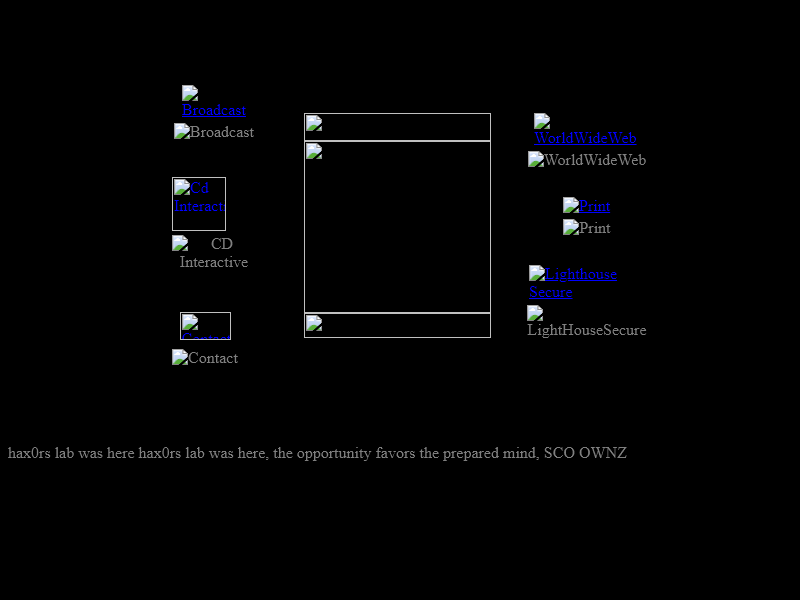 Broadcast
Broadcast
WorldWideWeb
WorldWideWeb
Cd
Interacti
CD
Interactive
Print
Print
Lighthouse
Secure
LightHouseSecure
Contact
Contact
hax0rs lab was here hax0rs lab was here, the opportunity favors the prepared mind, SCO OWNZ